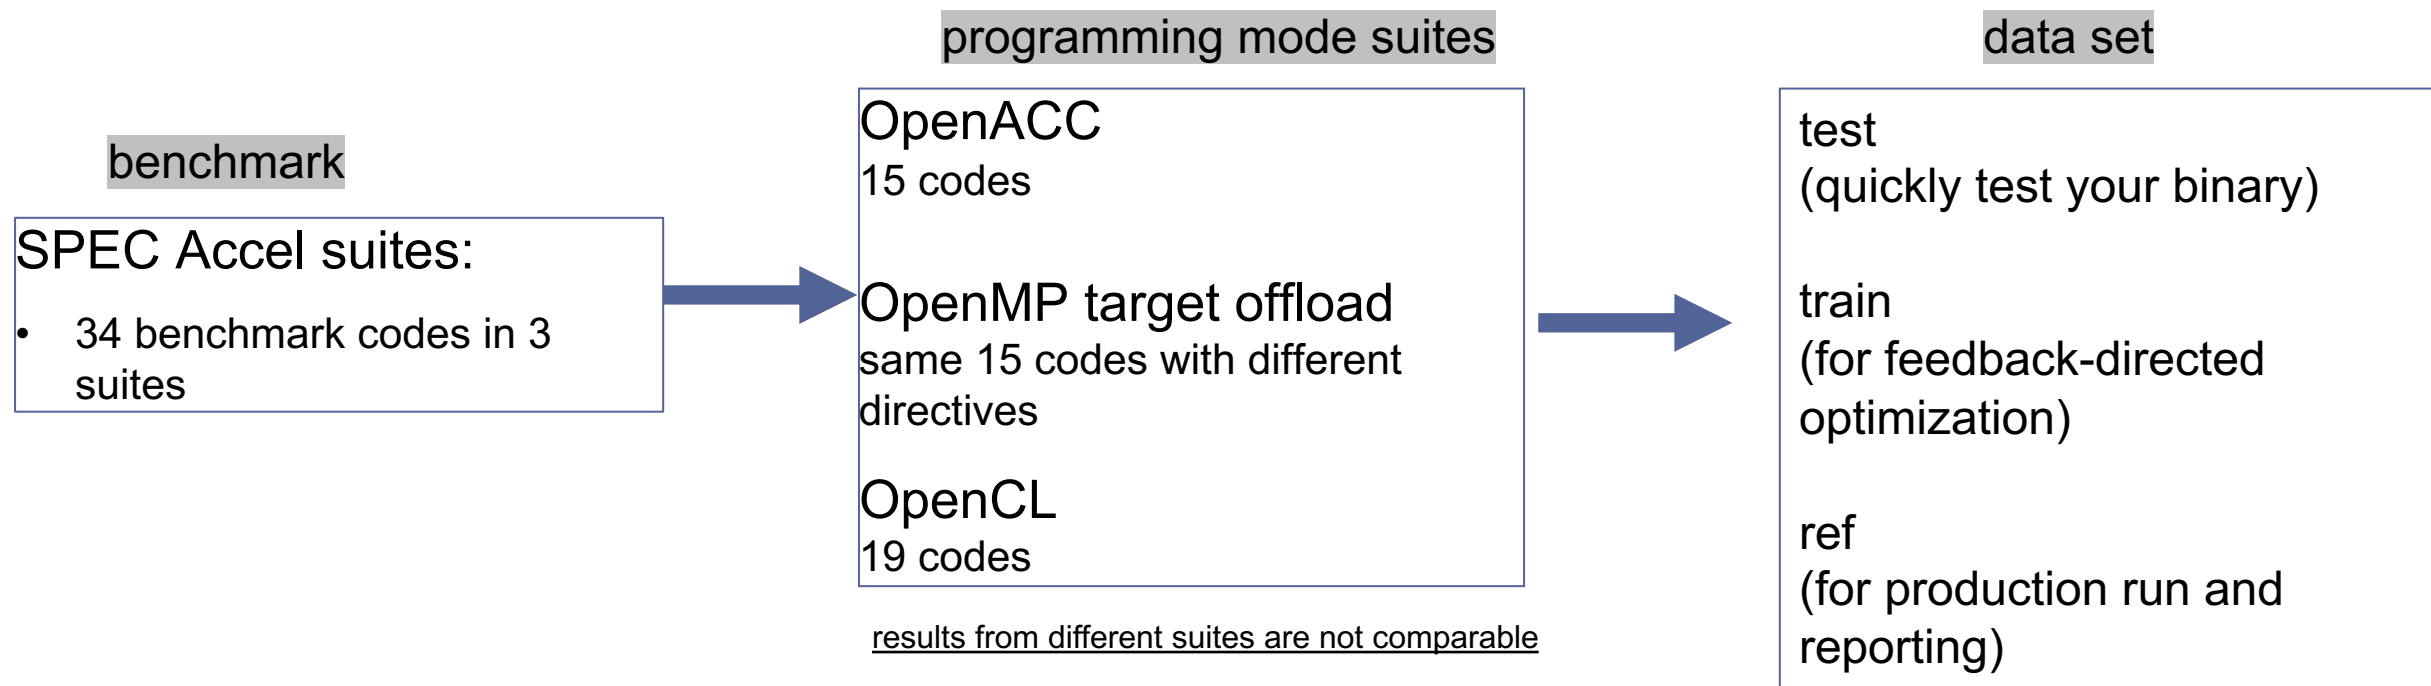 benchmark
SPEC Accel suites:
• 34 benchmark codes in 3
suites
programming mode suites
OpenACC
15 codes
OpenMP target offload
same 15 codes with different
directives
OpenCL
19 codes
results from different suites are not comparable
data set
test
(quickly test your binary)
train
(for feedback-directed
optimization)
ref
(for production run and
reporting)